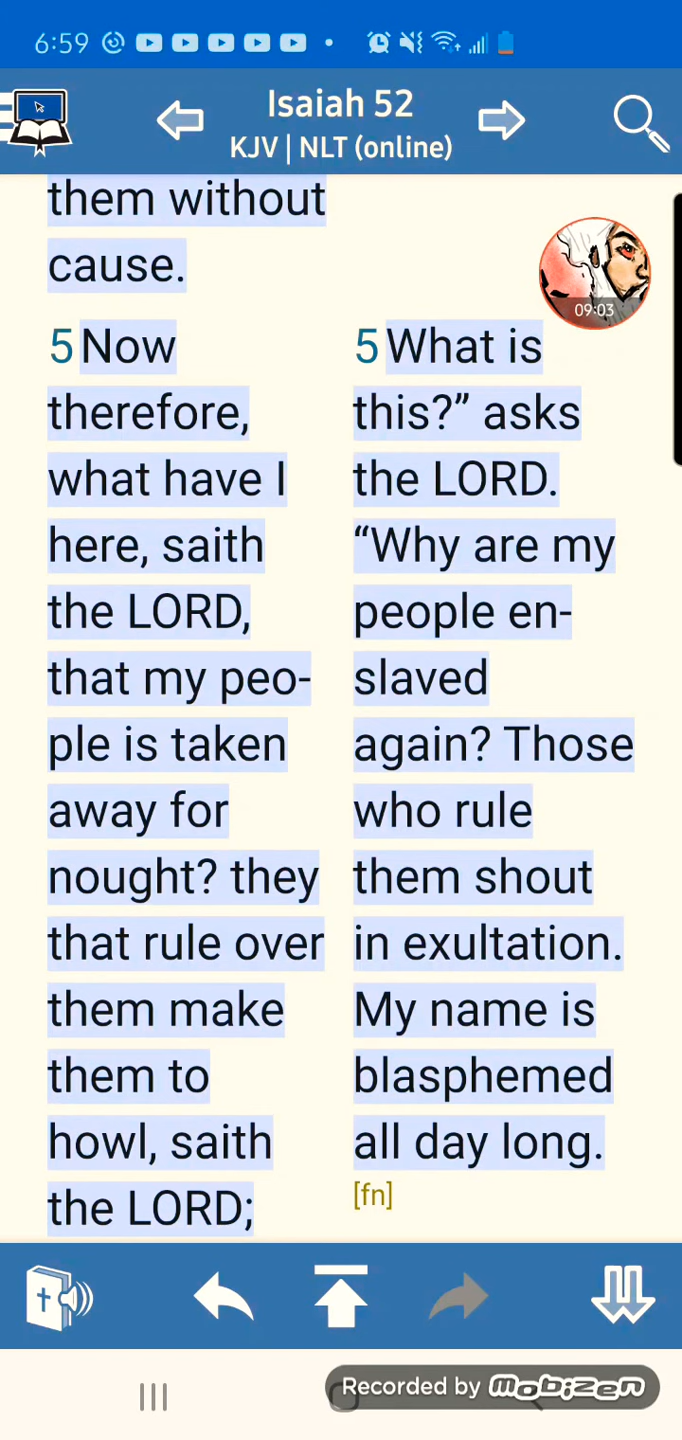 6:59
Isaiah 52
KJV | NLT (online)
them without
cause.
09:03
5 Now
therefore,
what have I
here, saith
the LORD,
that my peo-
ple is taken
away for
nought? they
that rule over
them make
them to
howl, saith
the LORD;
5 What is
this?” asks
the LORD.
“Why are my
people en-
slaved
again? Those
who rule
them shout
in exultation.
My name is
blasphemed
all day long.
[fn]
Recorded by Mobizen